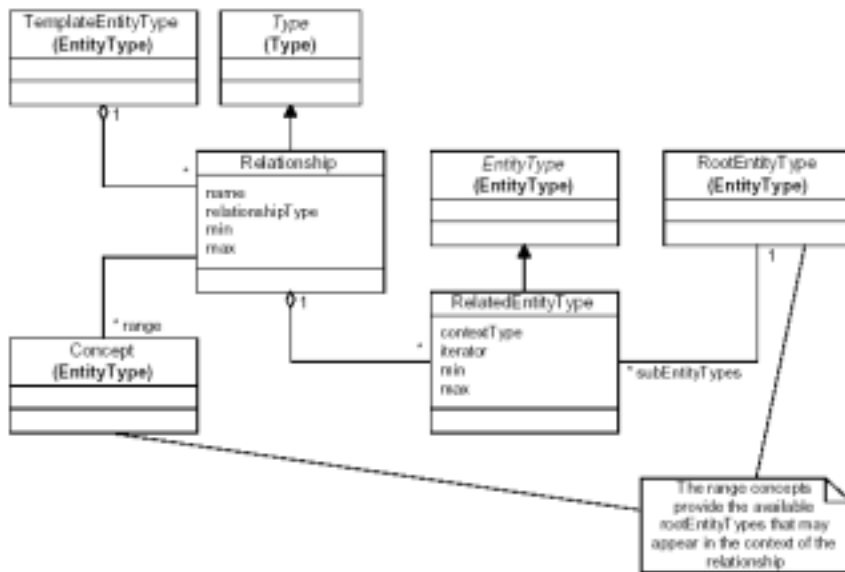 TemplateEntityType
(EntityType)
Type
(Type)
1
*
Relationship
name
relationshipType
min
max
EntityType
(EntityType)
RootEntityType
(EntityType)
1
1
* range
Concept
(EntityType)
*
RelatedEntityType
contextType
iterator
min
max
* subEntityTypes
The range concepts
provide the available
rootEntityTypes that may
appear in the context of the
relationship